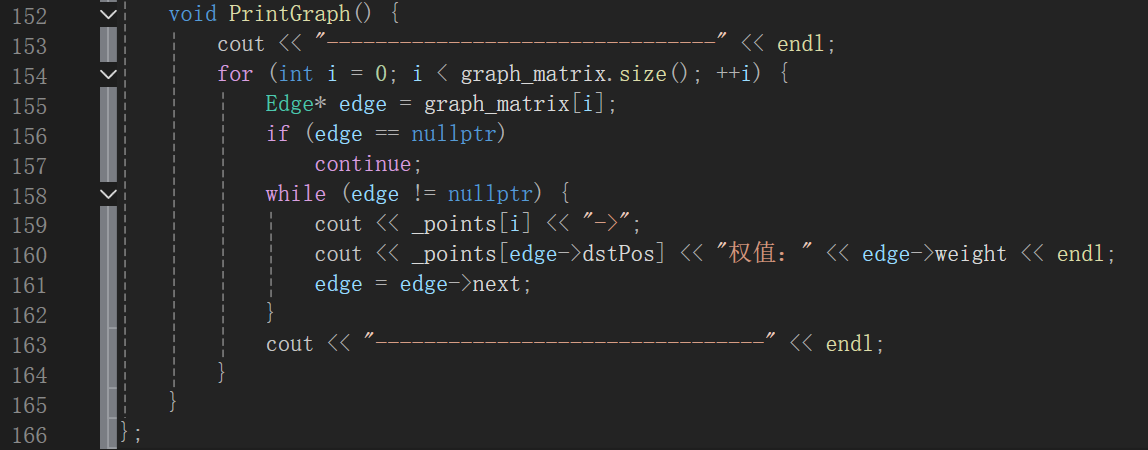 152 void PrintGraph() {
153 cout << "--------------------------------" << endl;
154 for (int i = 0; i < graph_matrix.size(); ++i) {
155 Edge* edge = graph_matrix[i];
156 if (edge == nullptr)
157 continue;
158 while (edge != nullptr) {
159 cout << _points[i] << "->";
160 cout << _points[edge->dstPos] << "权值：" << edge->weight << endl;
161 edge = edge->next;
162 }
163 cout << "--------------------------------" << endl;
164 }
165 }
166 };